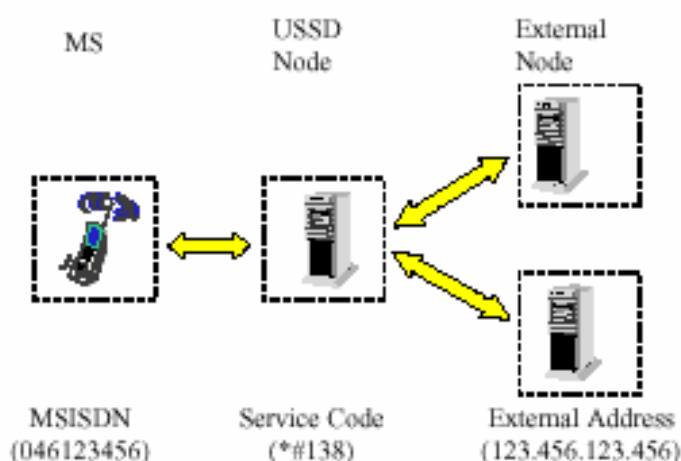 MS
USSD
Node
External
Node
MSISDN
(046123456)
Service Code
(*#138)
External Address
(123.456.123.456)